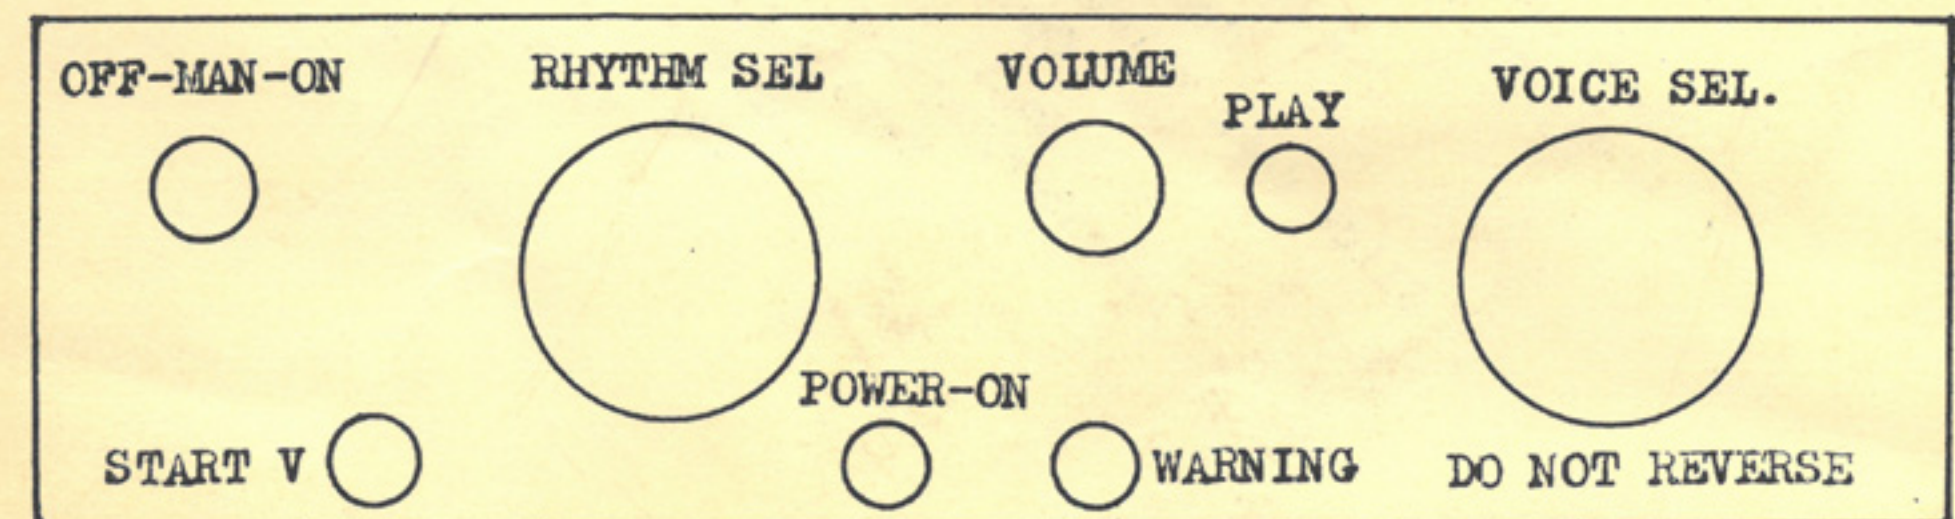 OFF-MAN-ON
RHYTHM SEL
VOLUME
PLAY
VOICE SEL.
POWER-ON
START V
WARNING
DO NOT REVERSE